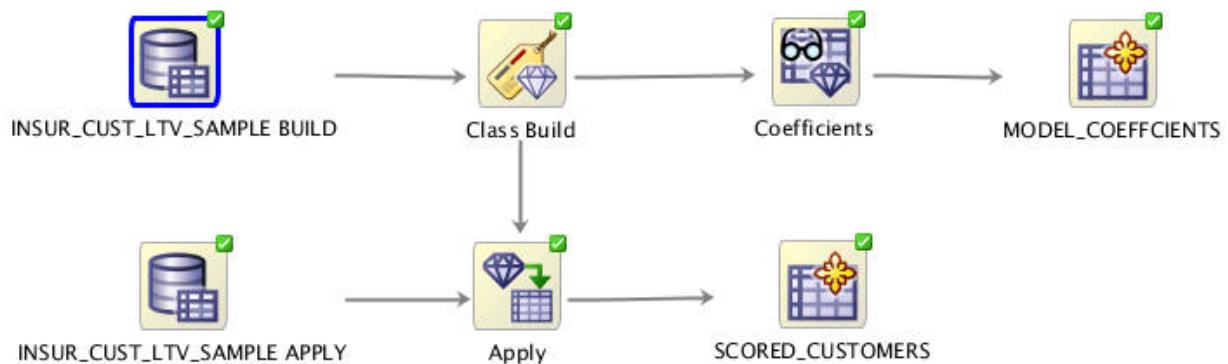 INSUR_CUST_LTV_SAMPLE BUILD
Class Build
Coefficients
MODEL_COEFFCIENTS
INSUR_CUST_LTV_SAMPLE APPLY
Apply
SCORED_CUSTOMERS